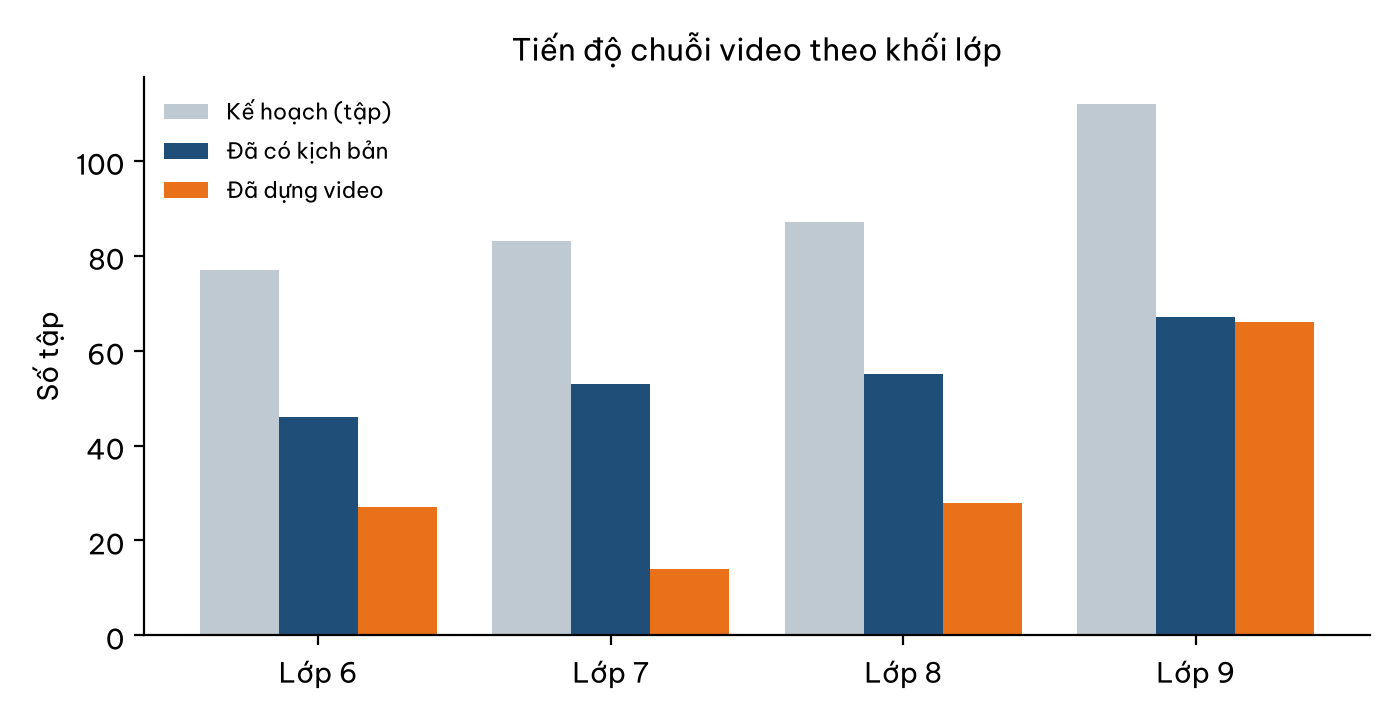 Tiến độ chuỗi video theo khối lớp
Kế hoạch (tập)
Đã có kịch bản
Đã dựng video
Số tập
100
80
60
40
20
0
Lớp 6
Lớp 7
Lớp 8
Lớp 9